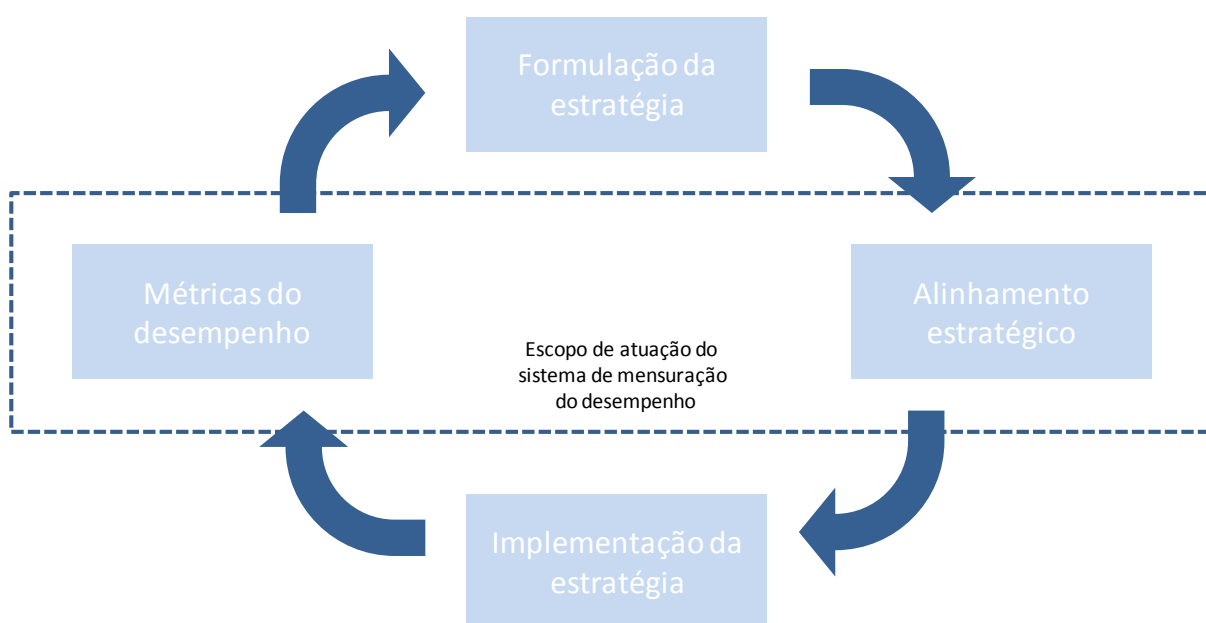 Formulação da
estratégia
Métricas do
desempenho
Alinhamento
estratégico
Escopo de atuação do
sistema de mensuração
do desempenho
Implementação da
estratégia